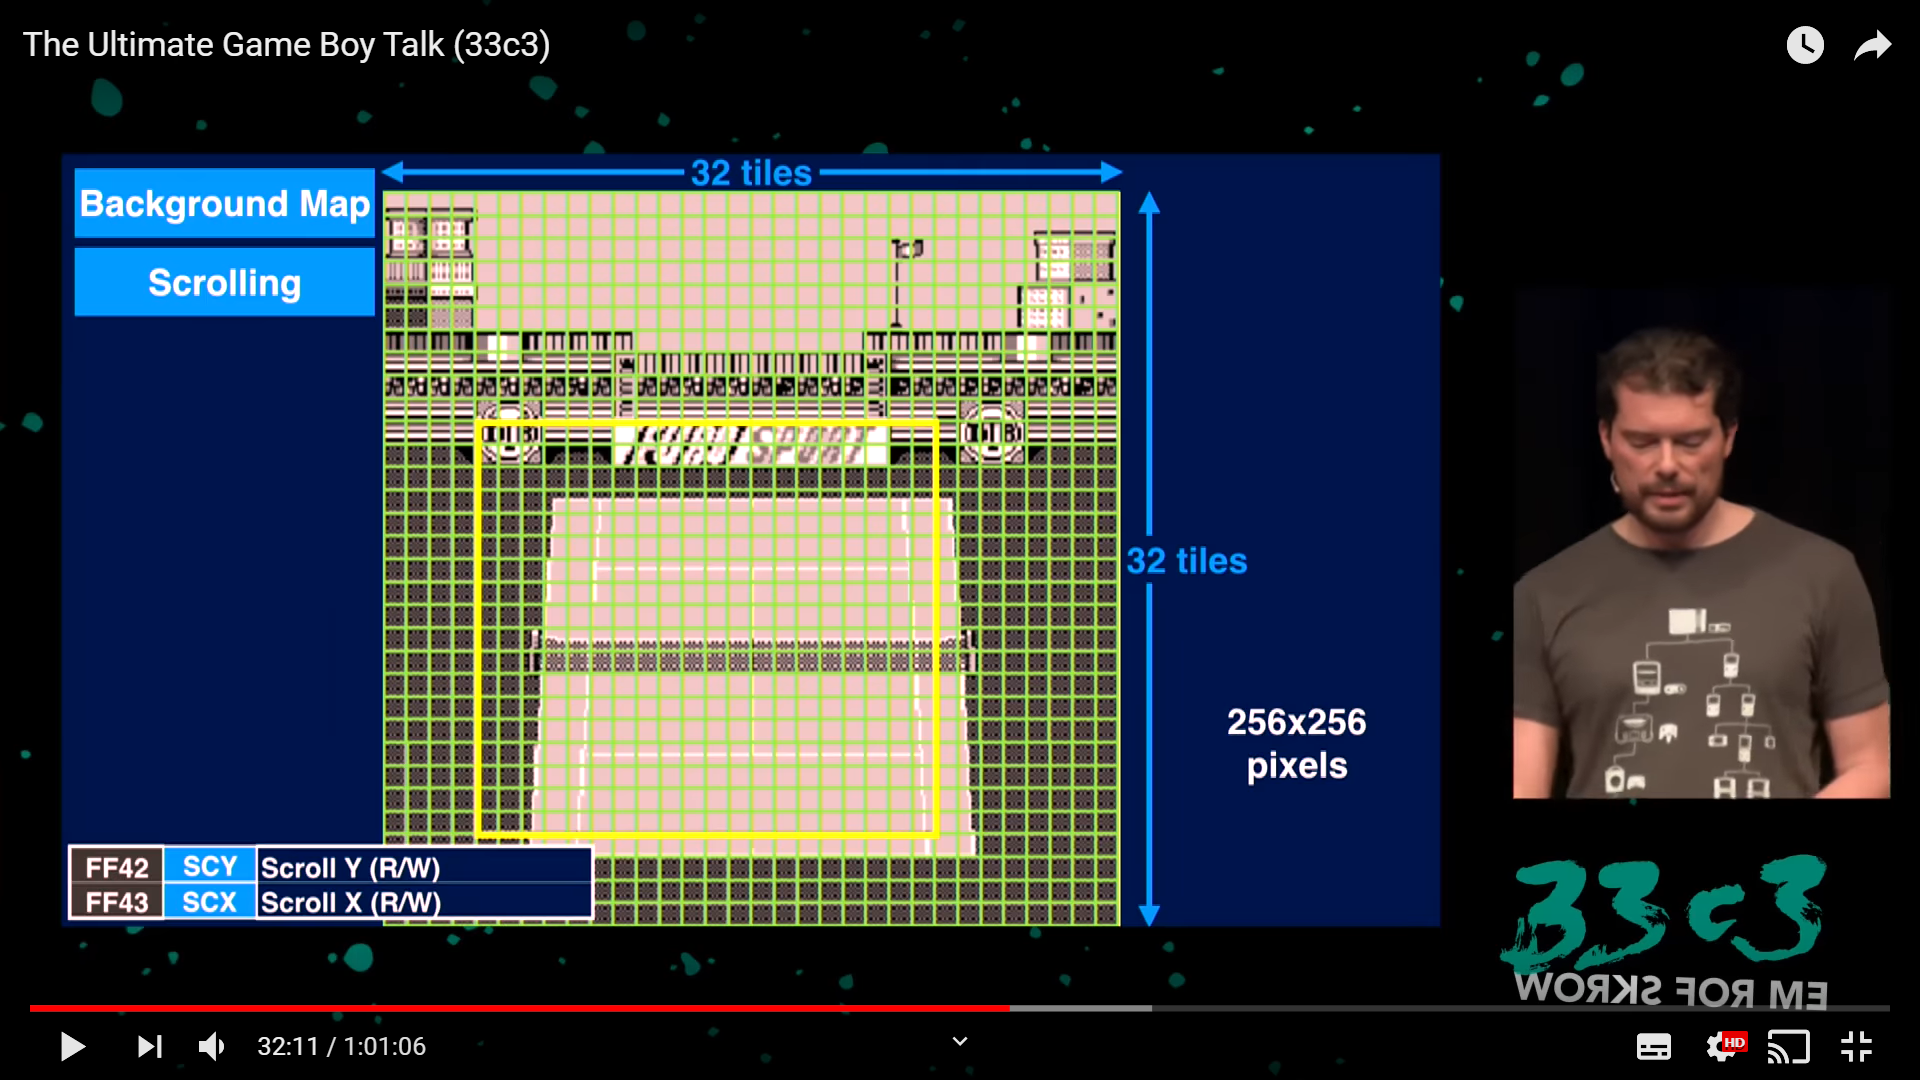 The Ultimate Game Boy Talk (33c3)
32 tiles
Background Map
Scrolling
32 tiles
256x256
pixels
FF42 SCY Scroll Y (R/W)
FF43 SCX Scroll X (R/W)
33c3
WORKS FOR ME
32:11 / 1:01:06
HD